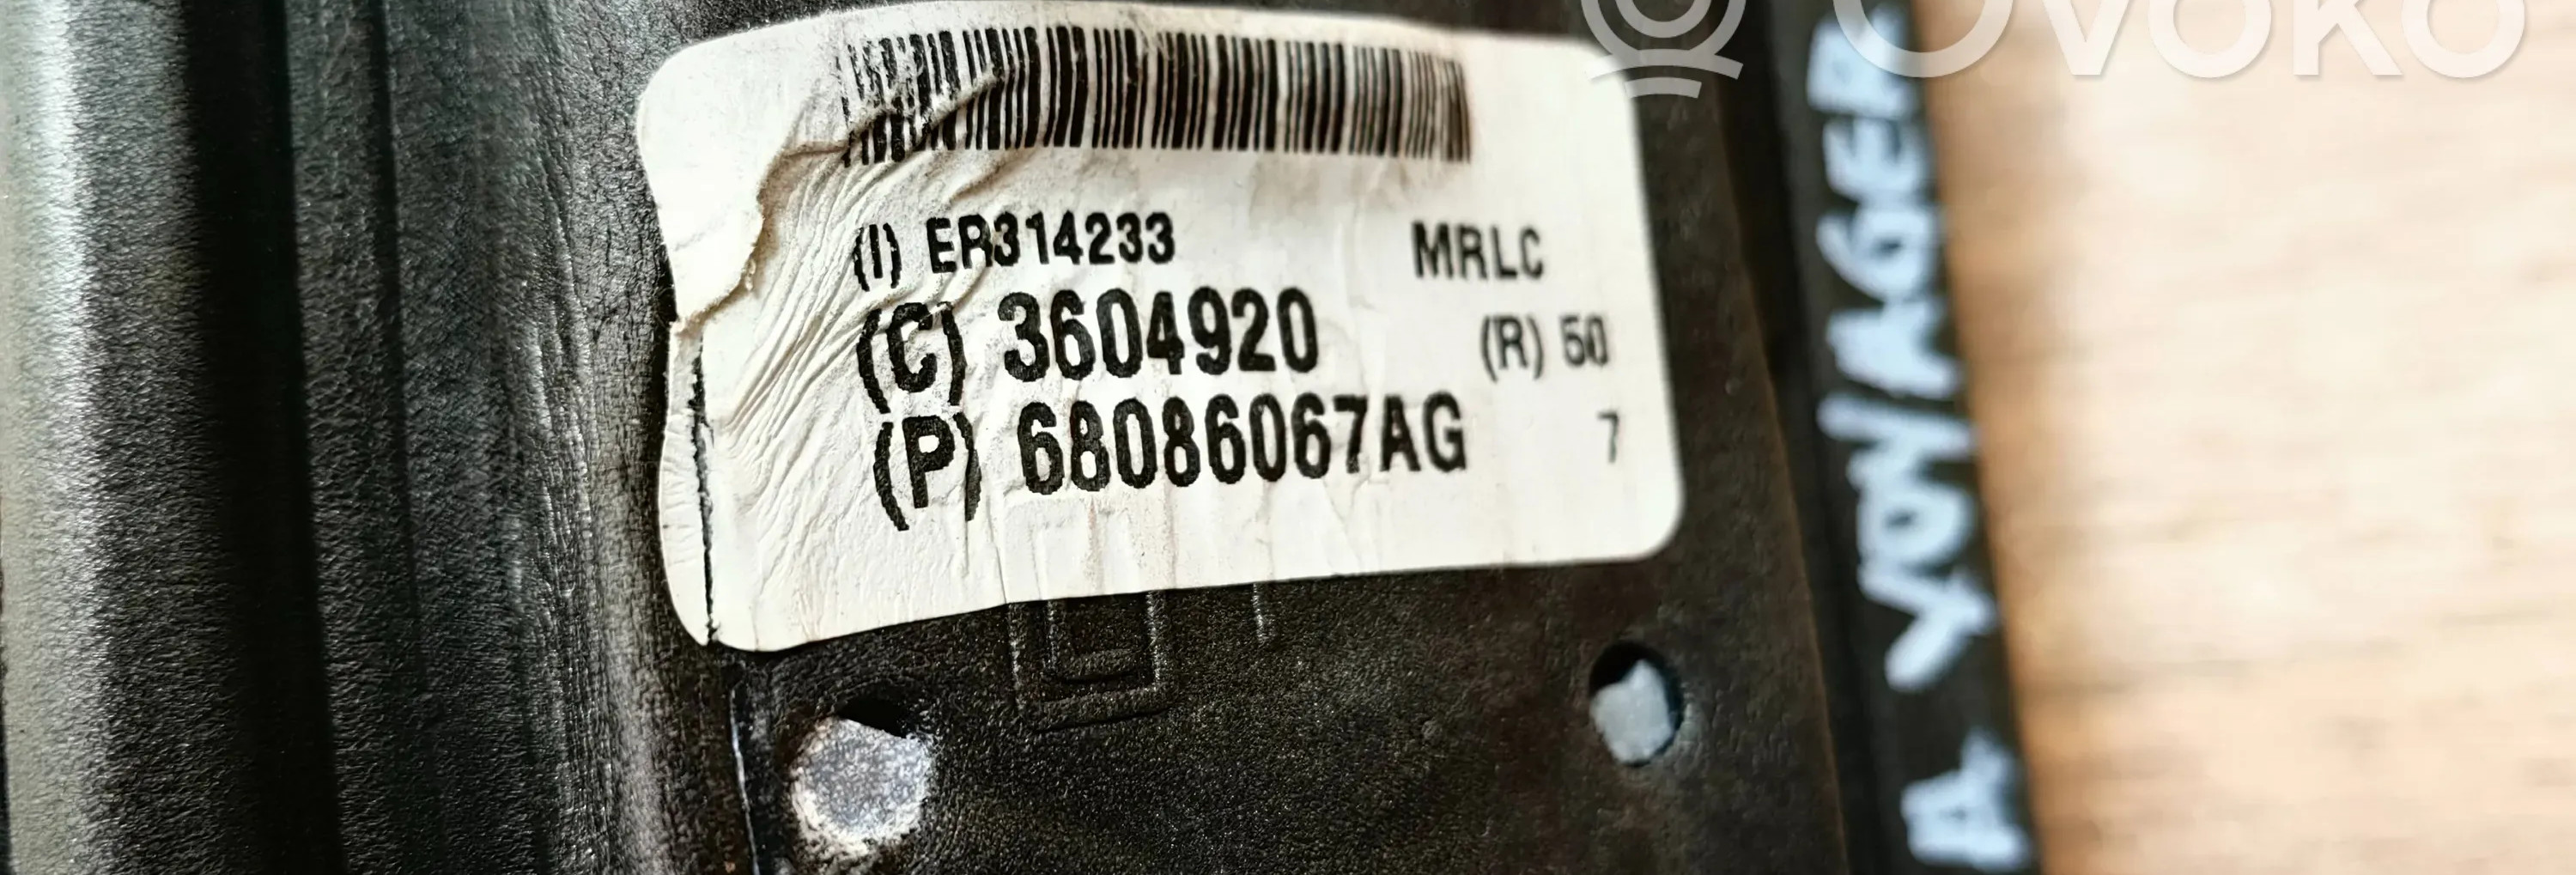 OVOKO
(I) ER314233 MRLC
(C) 3604920 (R) 50
(P) 68086067AG 7
A VOYAGER